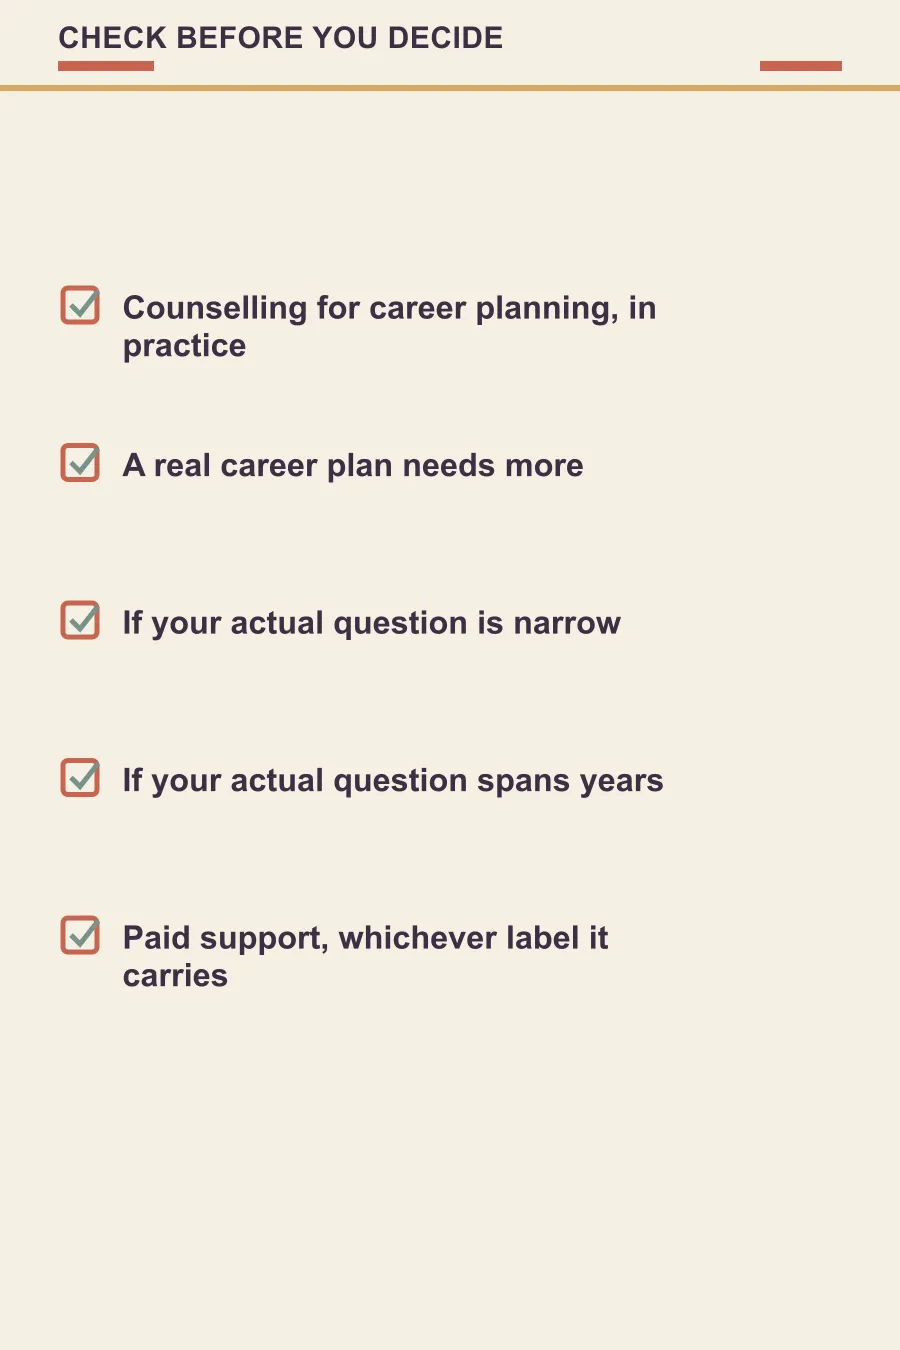 CHECK BEFORE YOU DECIDE
Counselling for career planning, in
practice
A real career plan needs more
If your actual question is narrow
If your actual question spans years
Paid support, whichever label it
carries